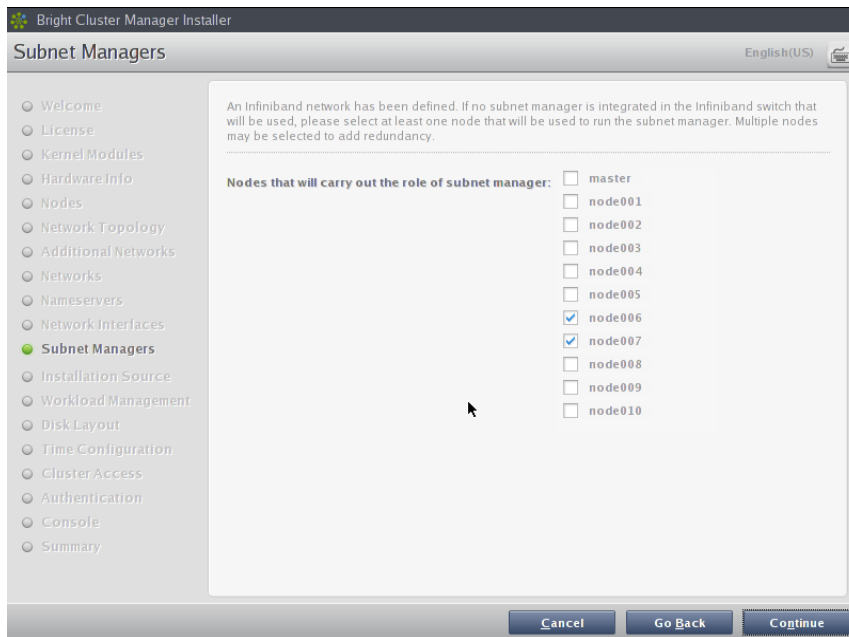 Bright Cluster Manager Installer
Subnet Managers
English(US)
Welcome
License
Kernel Modules
Hardware Info
Nodes
Network Topology
Additional Networks
Networks
Nameservers
Network Interfaces
Subnet Managers
Installation Source
Workload Management
Disk Layout
Time Configuration
Cluster Access
Authentication
Console
Summary
An Infiniband network has been defined. If no subnet manager is integrated in the Infiniband switch that
will be used, please select at least one node that will be used to run the subnet manager. Multiple nodes
may be selected to add redundancy.
Nodes that will carry out the role of subnet manager:
master
node001
node002
node003
node004
node005
node006
node007
node008
node009
node010
Cancel
Go Back
Continue